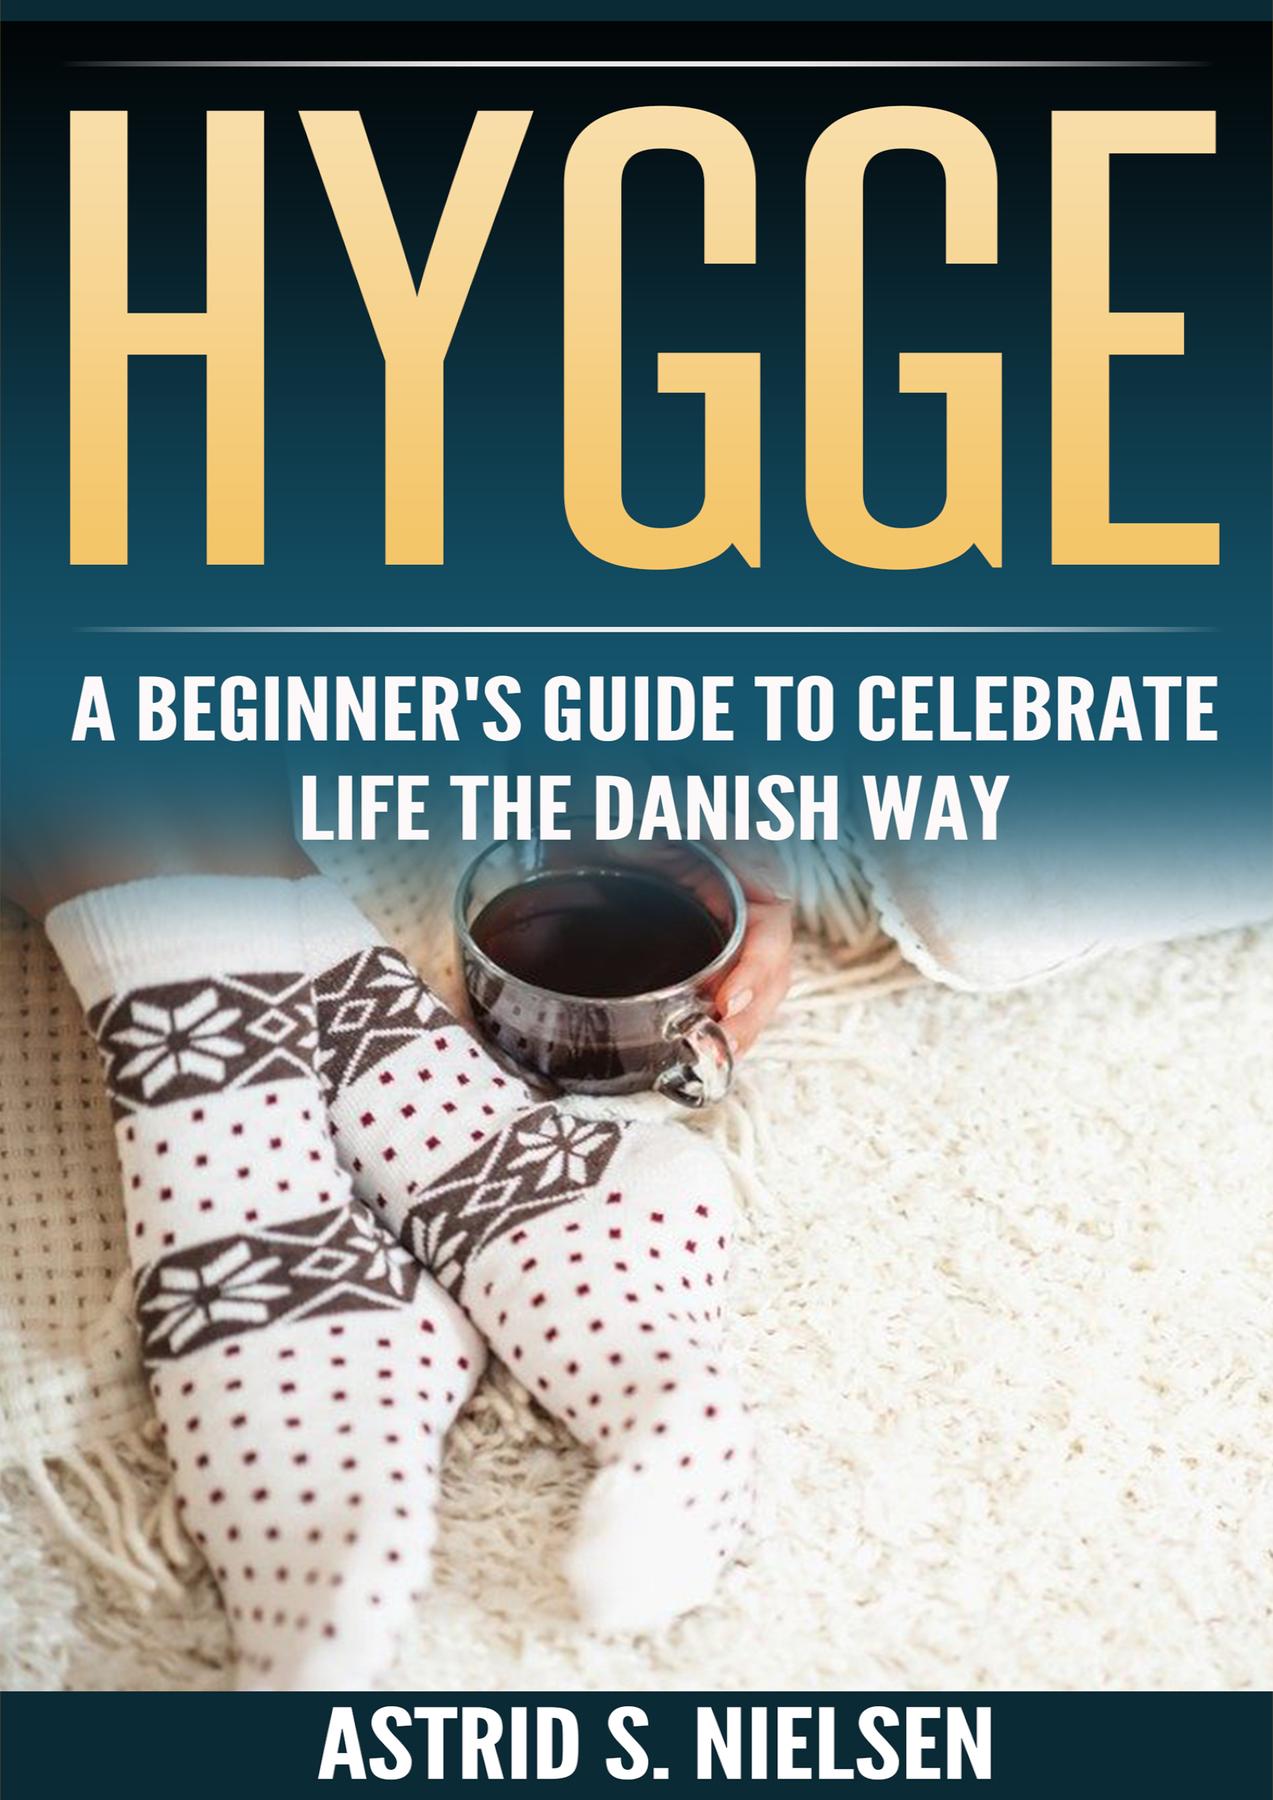 HYGGE
A BEGINNER'S GUIDE TO CELEBRATE
LIFE THE DANISH WAY
ASTRID S. NIELSEN